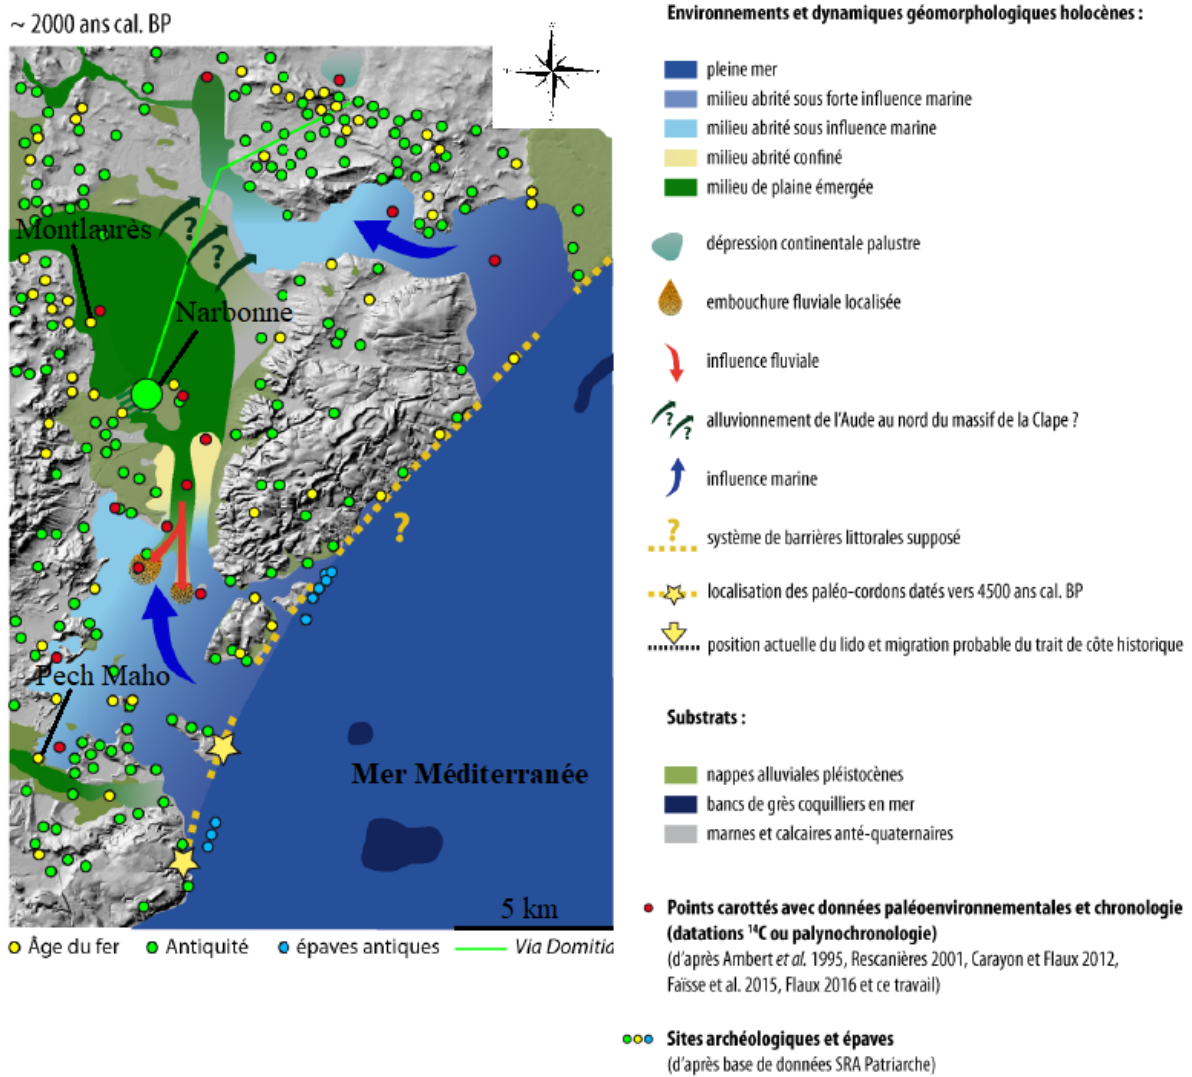 ~ 2000 ans cal. BP
Montlaurès
?
?
Narbonne
?
Pech Maho
Mer Méditerranée
5 km
Âge du fer
Antiquité
épaves antiques
Via Domitia
Environnements et dynamiques géomorphologiques holocènes :
pleine mer
milieu abrité sous forte influence marine
milieu abrité sous influence marine
milieu abrité confiné
milieu de plaine émergée
dépression continentale palustre
embouchure fluviale localisée
influence fluviale
? ? alluvionnement de l'Aude au nord du massif de la Clape ?
influence marine
? système de barrières littorales supposé
localisation des paléo-cordons datés vers 4500 ans cal. BP
position actuelle du lido et migration probable du trait de côte historique
Substrats :
nappes alluviales pléistocènes
bancs de grès coquilliers en mer
marnes et calcaires anté-quaternaires
Points carottés avec données paléoenvironnementales et chronologie
(datations ¹⁴C ou palynochronologie)
(d'après Ambert et al. 1995, Rescanières 2001, Carayon et Flaux 2012,
Faïsse et al. 2015, Flaux 2016 et ce travail)
Sites archéologiques et épaves
(d'après base de données SRA Patriarche)